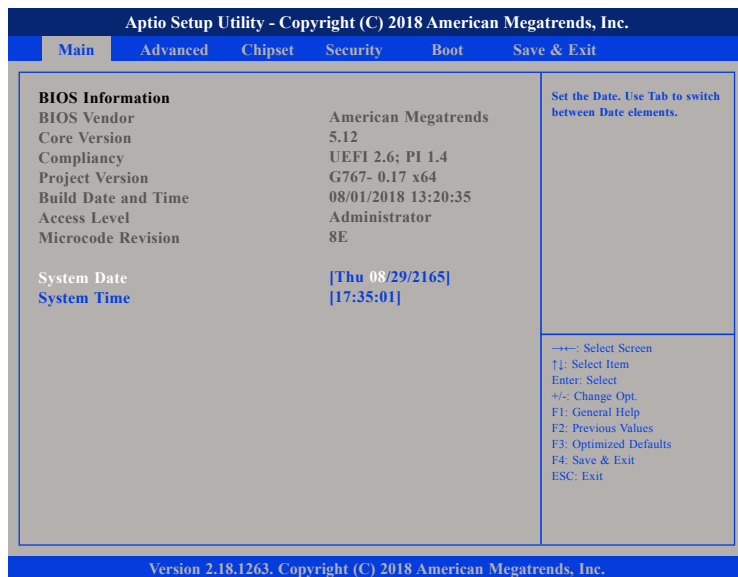 Aptio Setup Utility - Copyright (C) 2018 American Megatrends, Inc.
Main Advanced Chipset Security Boot Save & Exit
BIOS Information
BIOS Vendor American Megatrends
Core Version 5.12
Compliancy UEFI 2.6; PI 1.4
Project Version G767- 0.17 x64
Build Date and Time 08/01/2018 13:20:35
Access Level Administrator
Microcode Revision 8E
System Date [Thu 08/29/2165]
System Time [17:35:01]
Set the Date. Use Tab to switch
between Date elements.
→←: Select Screen
↑↓: Select Item
Enter: Select
+/-: Change Opt.
F1: General Help
F2: Previous Values
F3: Optimized Defaults
F4: Save & Exit
ESC: Exit
Version 2.18.1263. Copyright (C) 2018 American Megatrends, Inc.